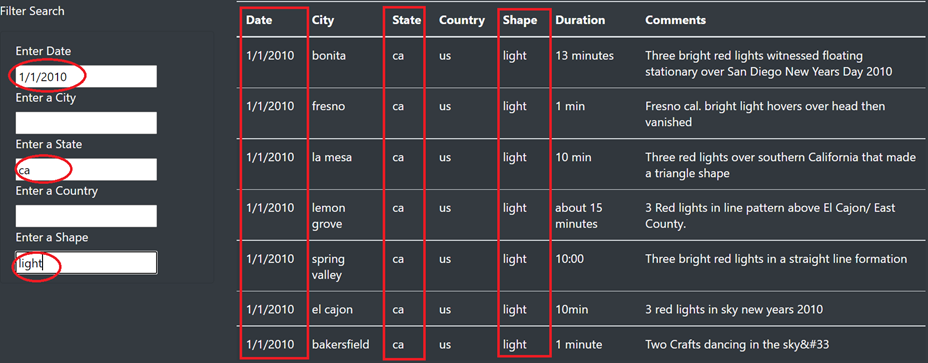 Filter Search
Enter Date
1/1/2010
Enter a City
Enter a State
ca
Enter a Country
Enter a Shape
light
Date City State Country Shape Duration Comments
1/1/2010 bonita ca us light 13 minutes Three bright red lights witnessed floating
stationary over San Diego New Years Day 2010
1/1/2010 fresno ca us light 1 min Fresno cal. bright light hovers over head then
vanished
1/1/2010 la mesa ca us light 10 min Three red lights over southern California that made
a triangle shape
1/1/2010 lemon ca us light about 15 3 Red lights in line pattern above El Cajon/ East
grove minutes County.
1/1/2010 spring ca us light 10:00 Three bright red lights in a straight line formation
valley
1/1/2010 el cajon ca us light 10min 3 red lights in sky new years 2010
1/1/2010 bakersfield ca us light 1 minute Two Crafts dancing in the sky&#33